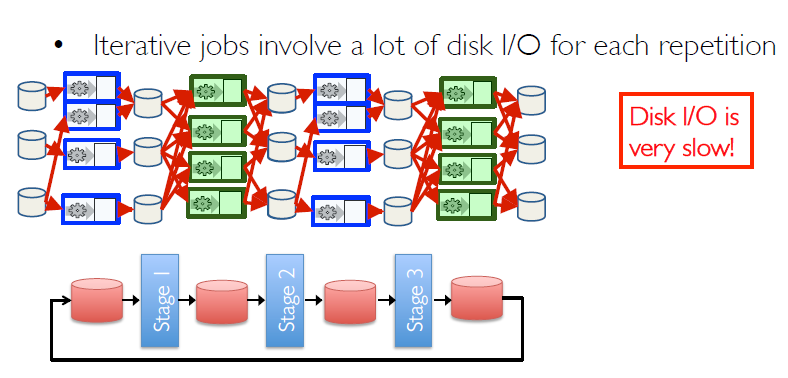 • Iterative jobs involve a lot of disk I/O for each repetition
Disk I/O is
very slow!
Stage 1
Stage 2
Stage 3